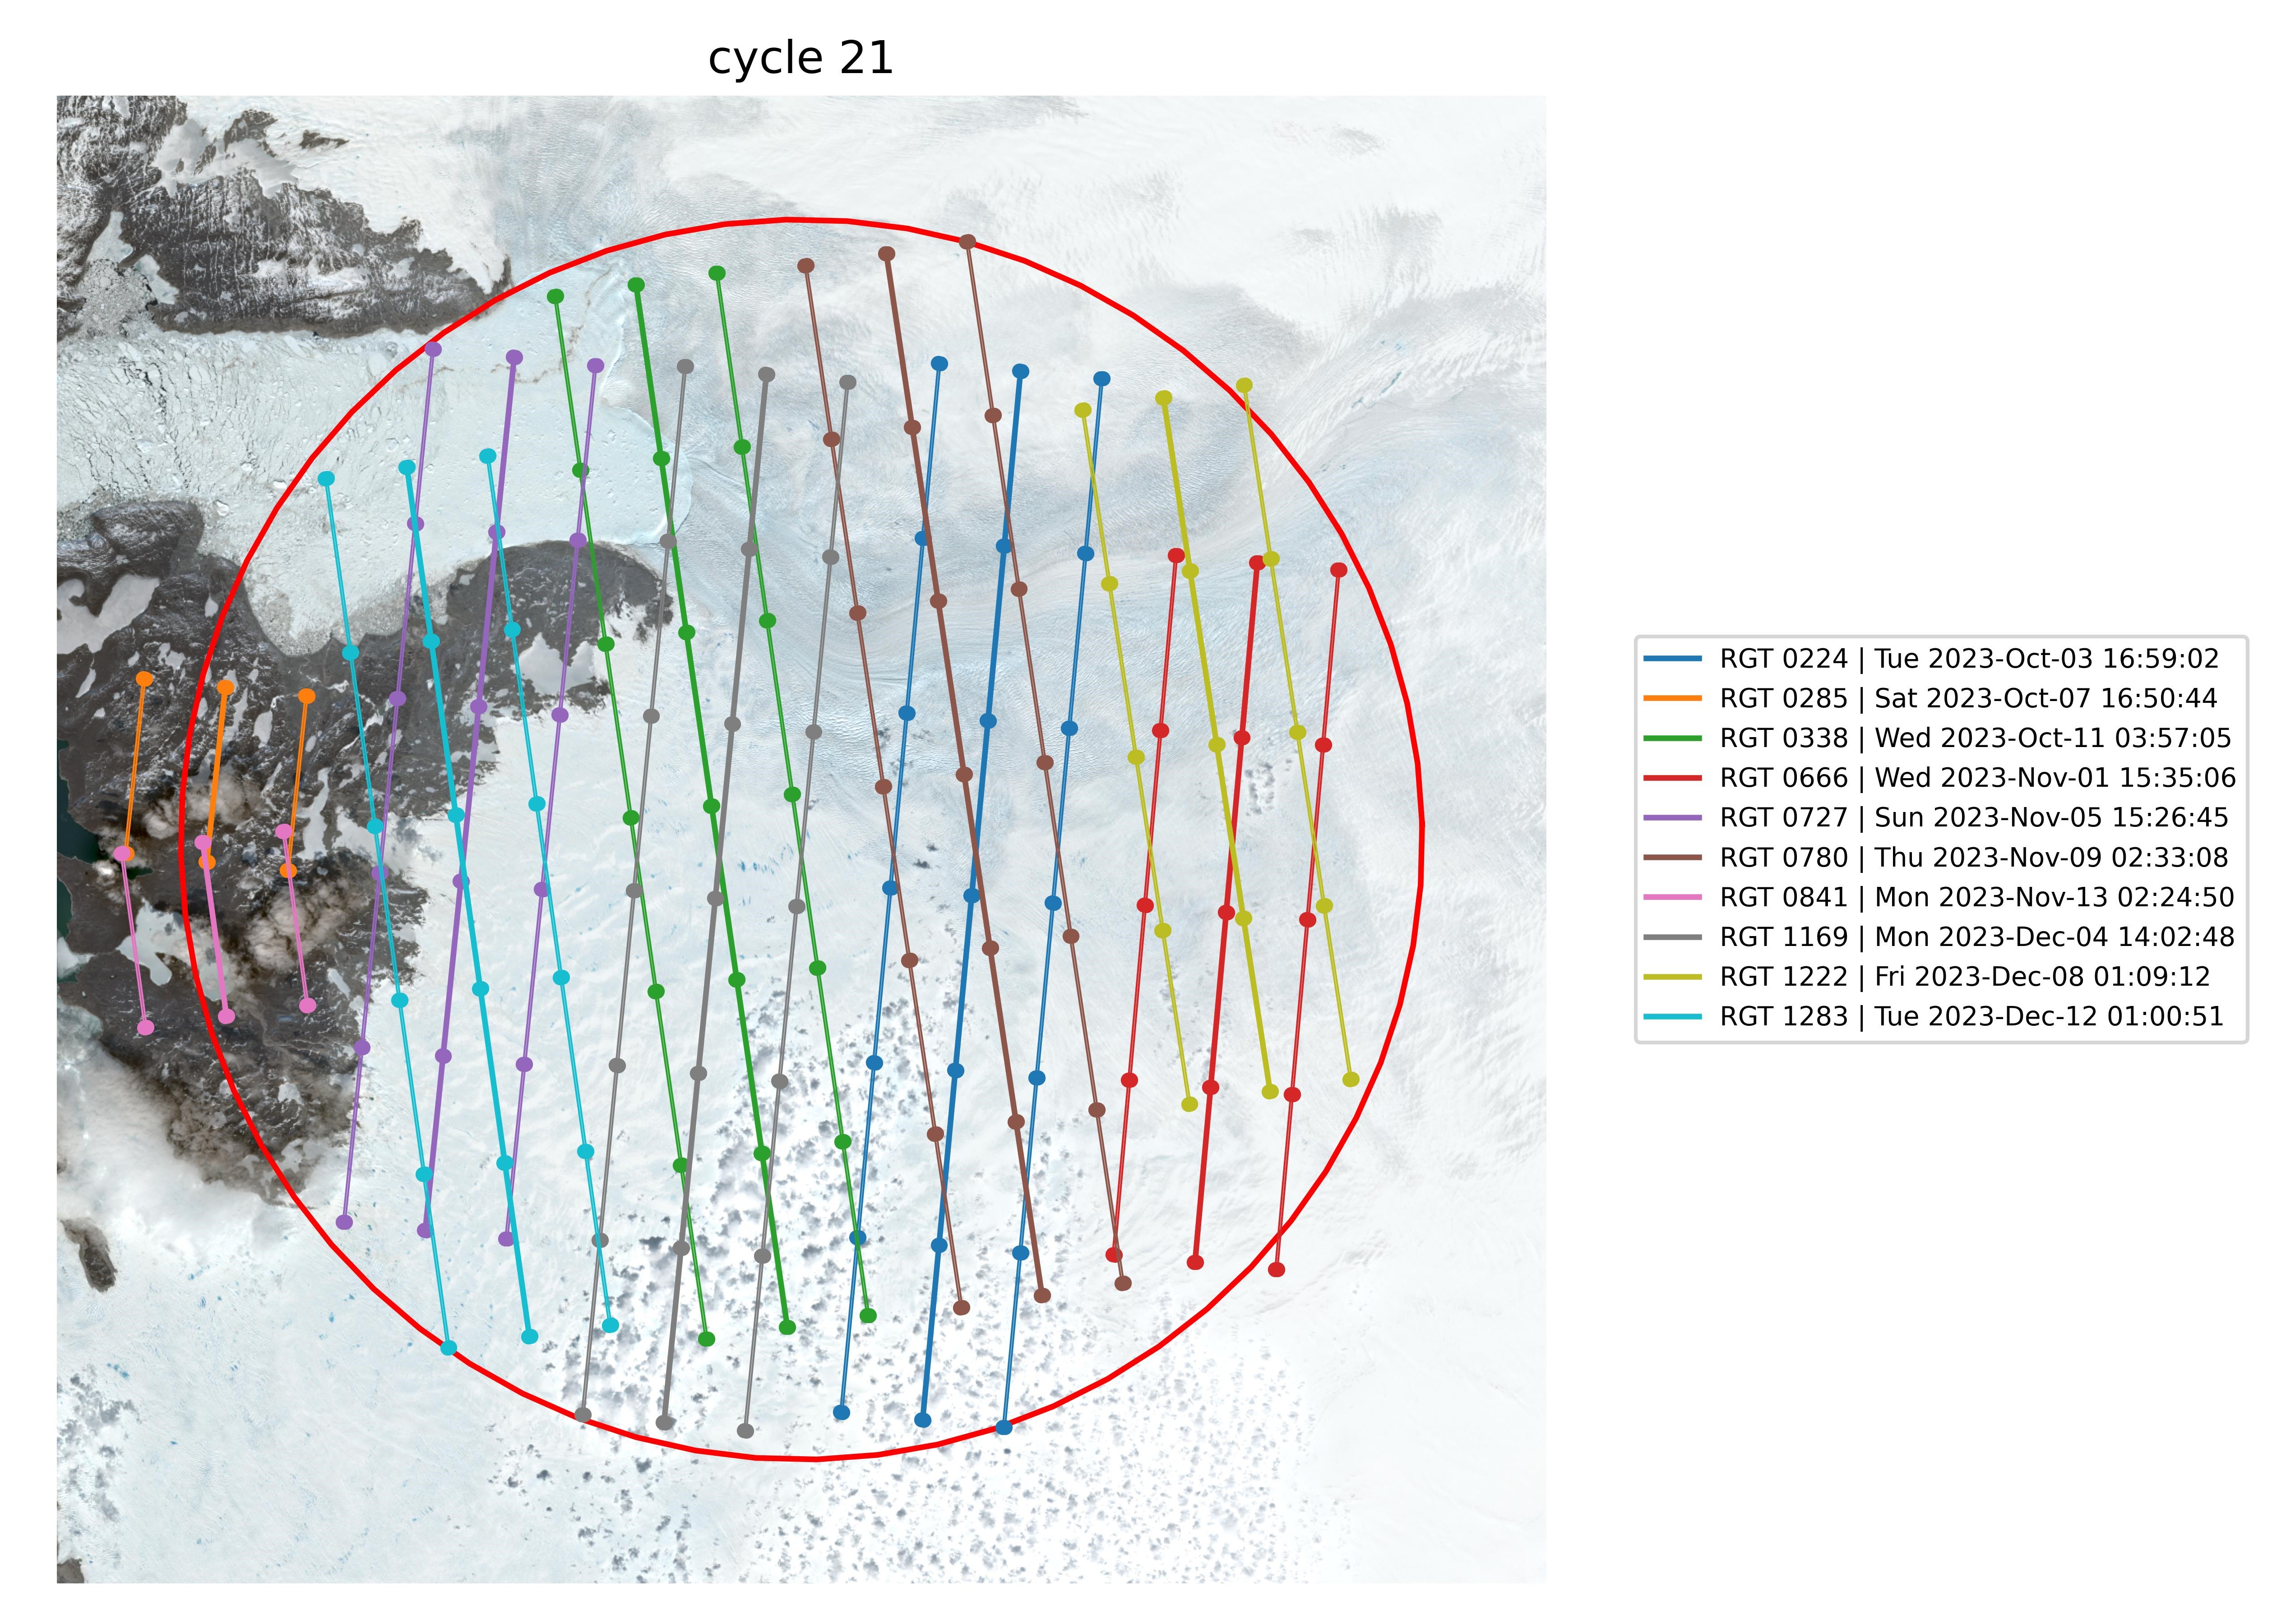 cycle 21
RGT 0224 | Tue 2023-Oct-03 16:59:02
RGT 0285 | Sat 2023-Oct-07 16:50:44
RGT 0338 | Wed 2023-Oct-11 03:57:05
RGT 0666 | Wed 2023-Nov-01 15:35:06
RGT 0727 | Sun 2023-Nov-05 15:26:45
RGT 0780 | Thu 2023-Nov-09 02:33:08
RGT 0841 | Mon 2023-Nov-13 02:24:50
RGT 1169 | Mon 2023-Dec-04 14:02:48
RGT 1222 | Fri 2023-Dec-08 01:09:12
RGT 1283 | Tue 2023-Dec-12 01:00:51